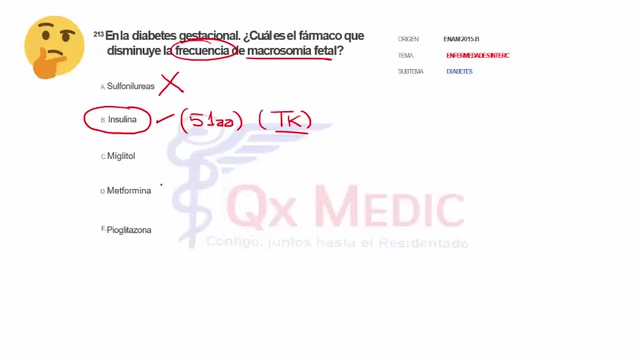 213 En la diabetes gestacional. ¿Cuál es el fármaco que
disminuye la frecuencia de macrosomía fetal?
A. Sulfonilureas X
B. Insulina (51aa) (TK)
C. Miglitol
D. Metformina
E. Pioglitazona
ORIGEN ENAM 2015-B
TEMA ENFERMEDADES INTERC
SUBTEMA DIABETES
Qx MEDIC
Contigo, juntos hasta el Residentado